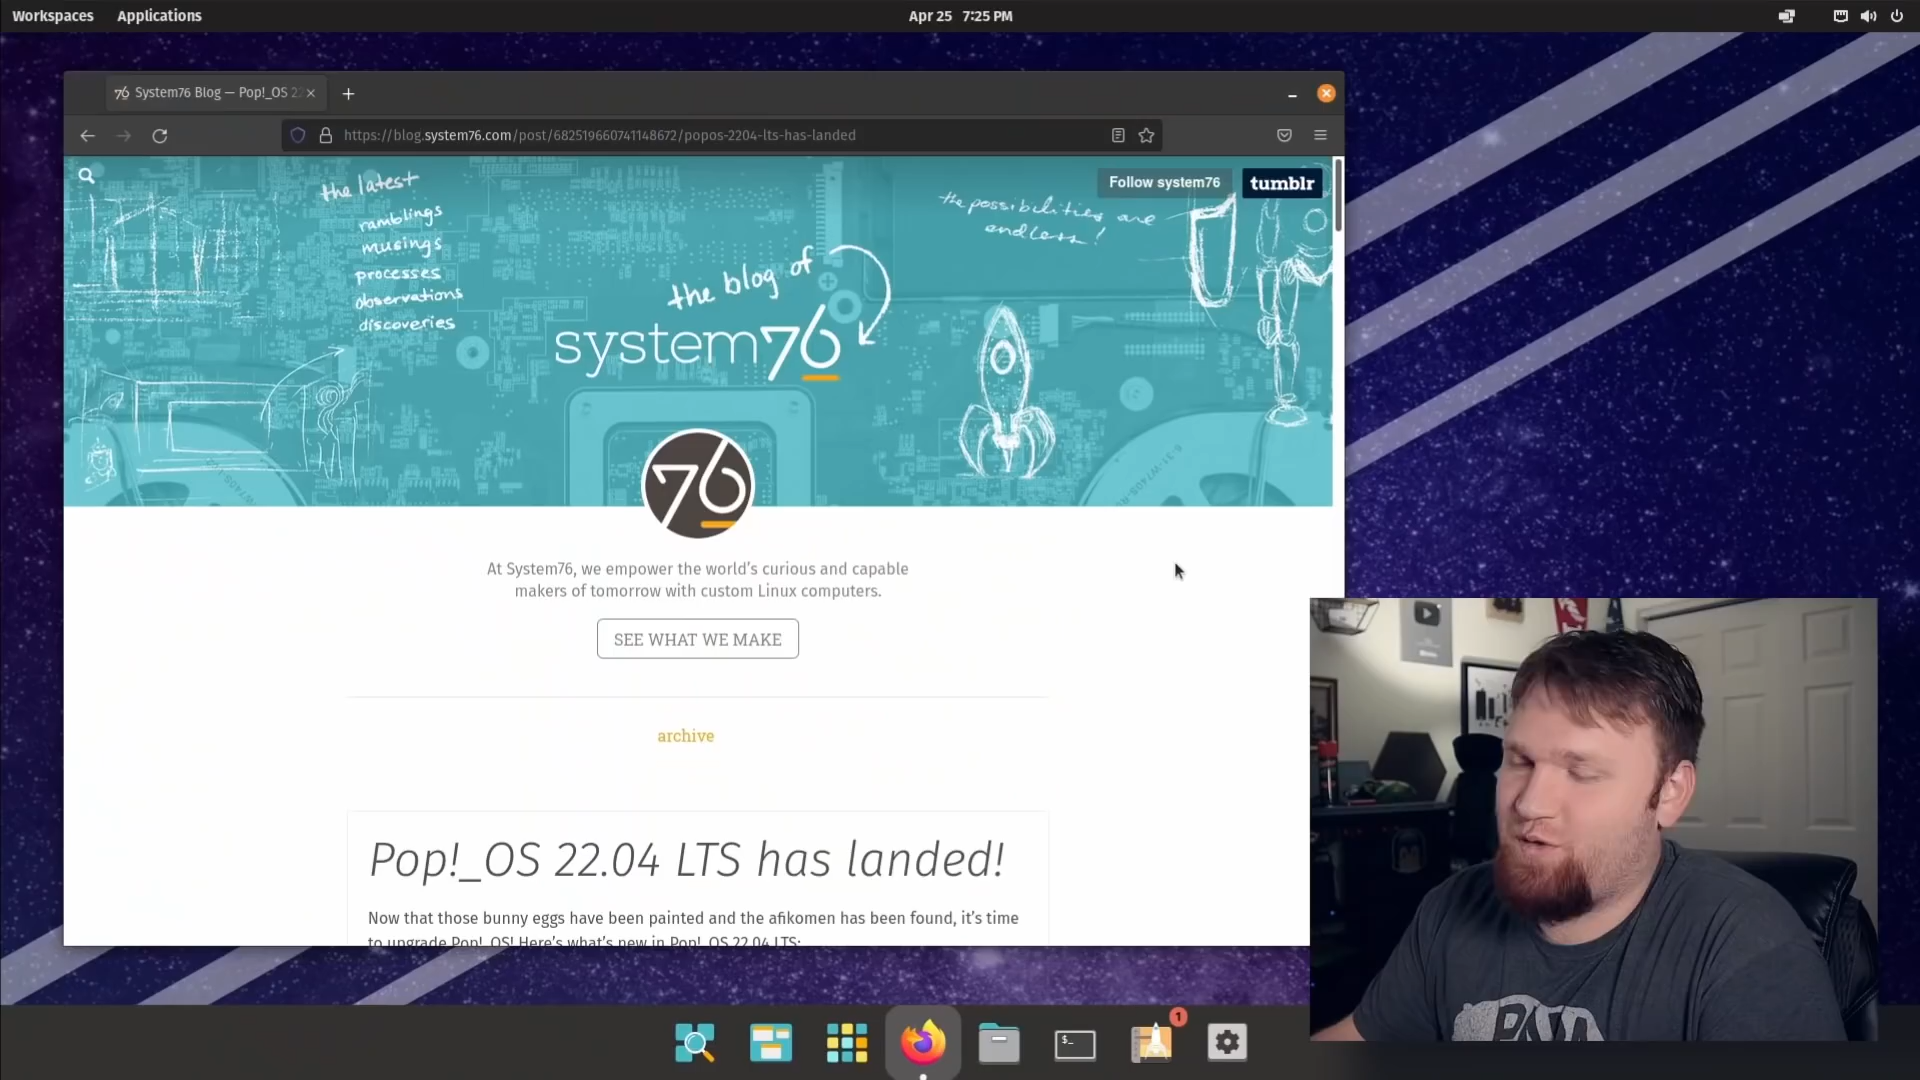 Workspaces Applications Apr 25 7:25 PM
76 System76 Blog — Pop!_OS 22
https://blog.system76.com/post/682519660741148672/popos-2204-lts-has-landed
Follow system76 tumblr
the latest
ramblings
musings
processes
observations
discoveries
the possibilities are
endless!
the blog of
system76
76
At System76, we empower the world's curious and capable
makers of tomorrow with custom Linux computers.
SEE WHAT WE MAKE
archive
Pop!_OS 22.04 LTS has landed!
Now that those bunny eggs have been painted and the afikomen has been found, it's time
to upgrade Pop!_OS! Here's what's new in Pop!_OS 22.04 LTS:
$_
1